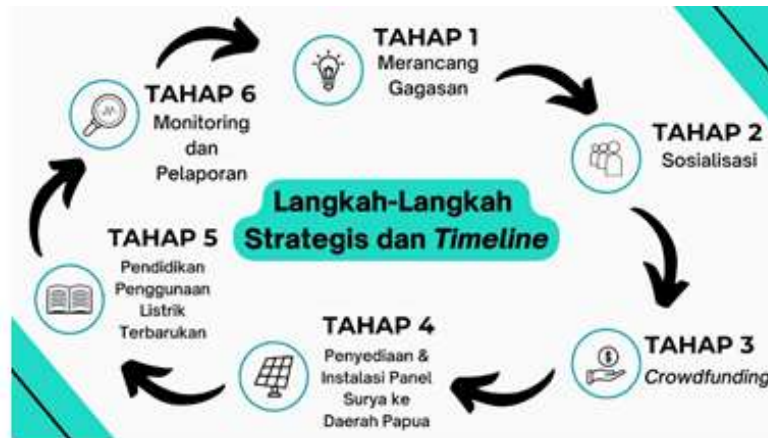 TAHAP 1
Merancang
Gagasan
TAHAP 2
Sosialisasi
TAHAP 3
Crowdfunding
TAHAP 4
Penyediaan &
Instalasi Panel
Surya ke
Daerah Papua
TAHAP 5
Pendidikan
Penggunaan
Listrik
Terbarukan
TAHAP 6
Monitoring
dan
Pelaporan
Langkah-Langkah
Strategis dan Timeline